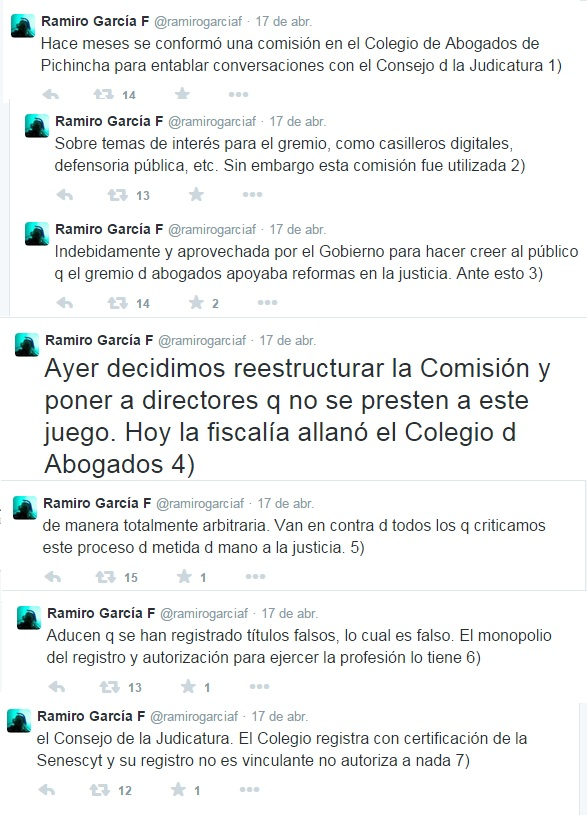 Ramiro García F @ramirogarciaf · 17 de abr.
Hace meses se conformó una comisión en el Colegio de Abogados de
Pichincha para entablar conversaciones con el Consejo d la Judicatura 1)
14
Ramiro García F @ramirogarciaf · 17 de abr.
Sobre temas de interés para el gremio, como casilleros digitales,
defensoria pública, etc. Sin embargo esta comisión fue utilizada 2)
13
Ramiro García F @ramirogarciaf · 17 de abr.
Indebidamente y aprovechada por el Gobierno para hacer creer al público
q el gremio d abogados apoyaba reformas en la justicia. Ante esto 3)
14 2
Ramiro García F @ramirogarciaf · 17 de abr.
Ayer decidimos reestructurar la Comisión y
poner a directores q no se presten a este
juego. Hoy la fiscalía allanó el Colegio d
Abogados 4)
Ramiro García F @ramirogarciaf · 17 de abr.
de manera totalmente arbitraria. Van en contra d todos los q criticamos
este proceso d metida d mano a la justicia. 5)
15 1
Ramiro García F @ramirogarciaf · 17 de abr.
Aducen q se han registrado títulos falsos, lo cual es falso. El monopolio
del registro y autorización para ejercer la profesión lo tiene 6)
13 1
Ramiro García F @ramirogarciaf · 17 de abr.
el Consejo de la Judicatura. El Colegio registra con certificación de la
Senescyt y su registro no es vinculante no autoriza a nada 7)
12 1